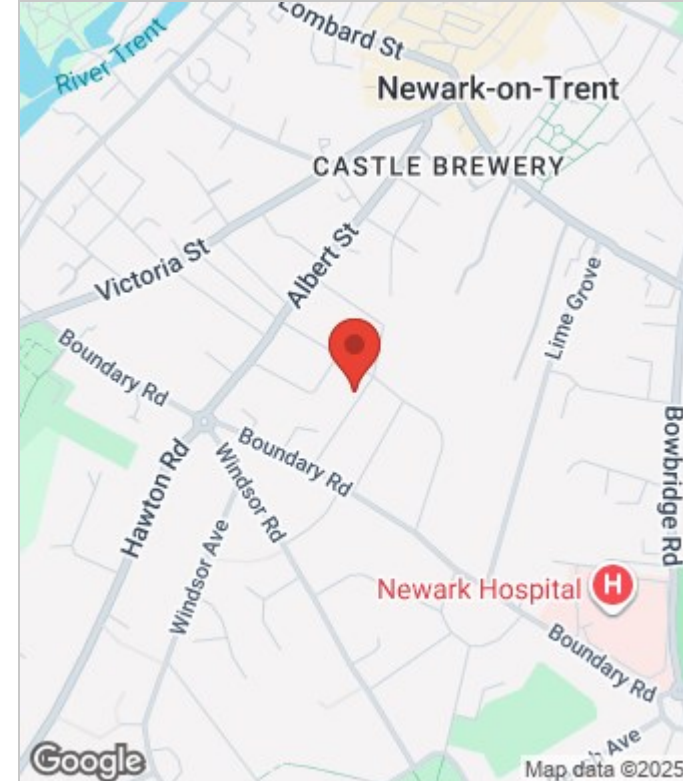 Lombard St
River Trent
Newark-on-Trent
CASTLE BREWERY
Victoria St
Albert St
Lime Grove
Boundary Rd
Bowbridge Rd
Boundary Rd
Hawton Rd
Windsor Rd
Windsor Ave
Newark Hospital
H
Boundary Rd
Ave
Google
Map data ©2025